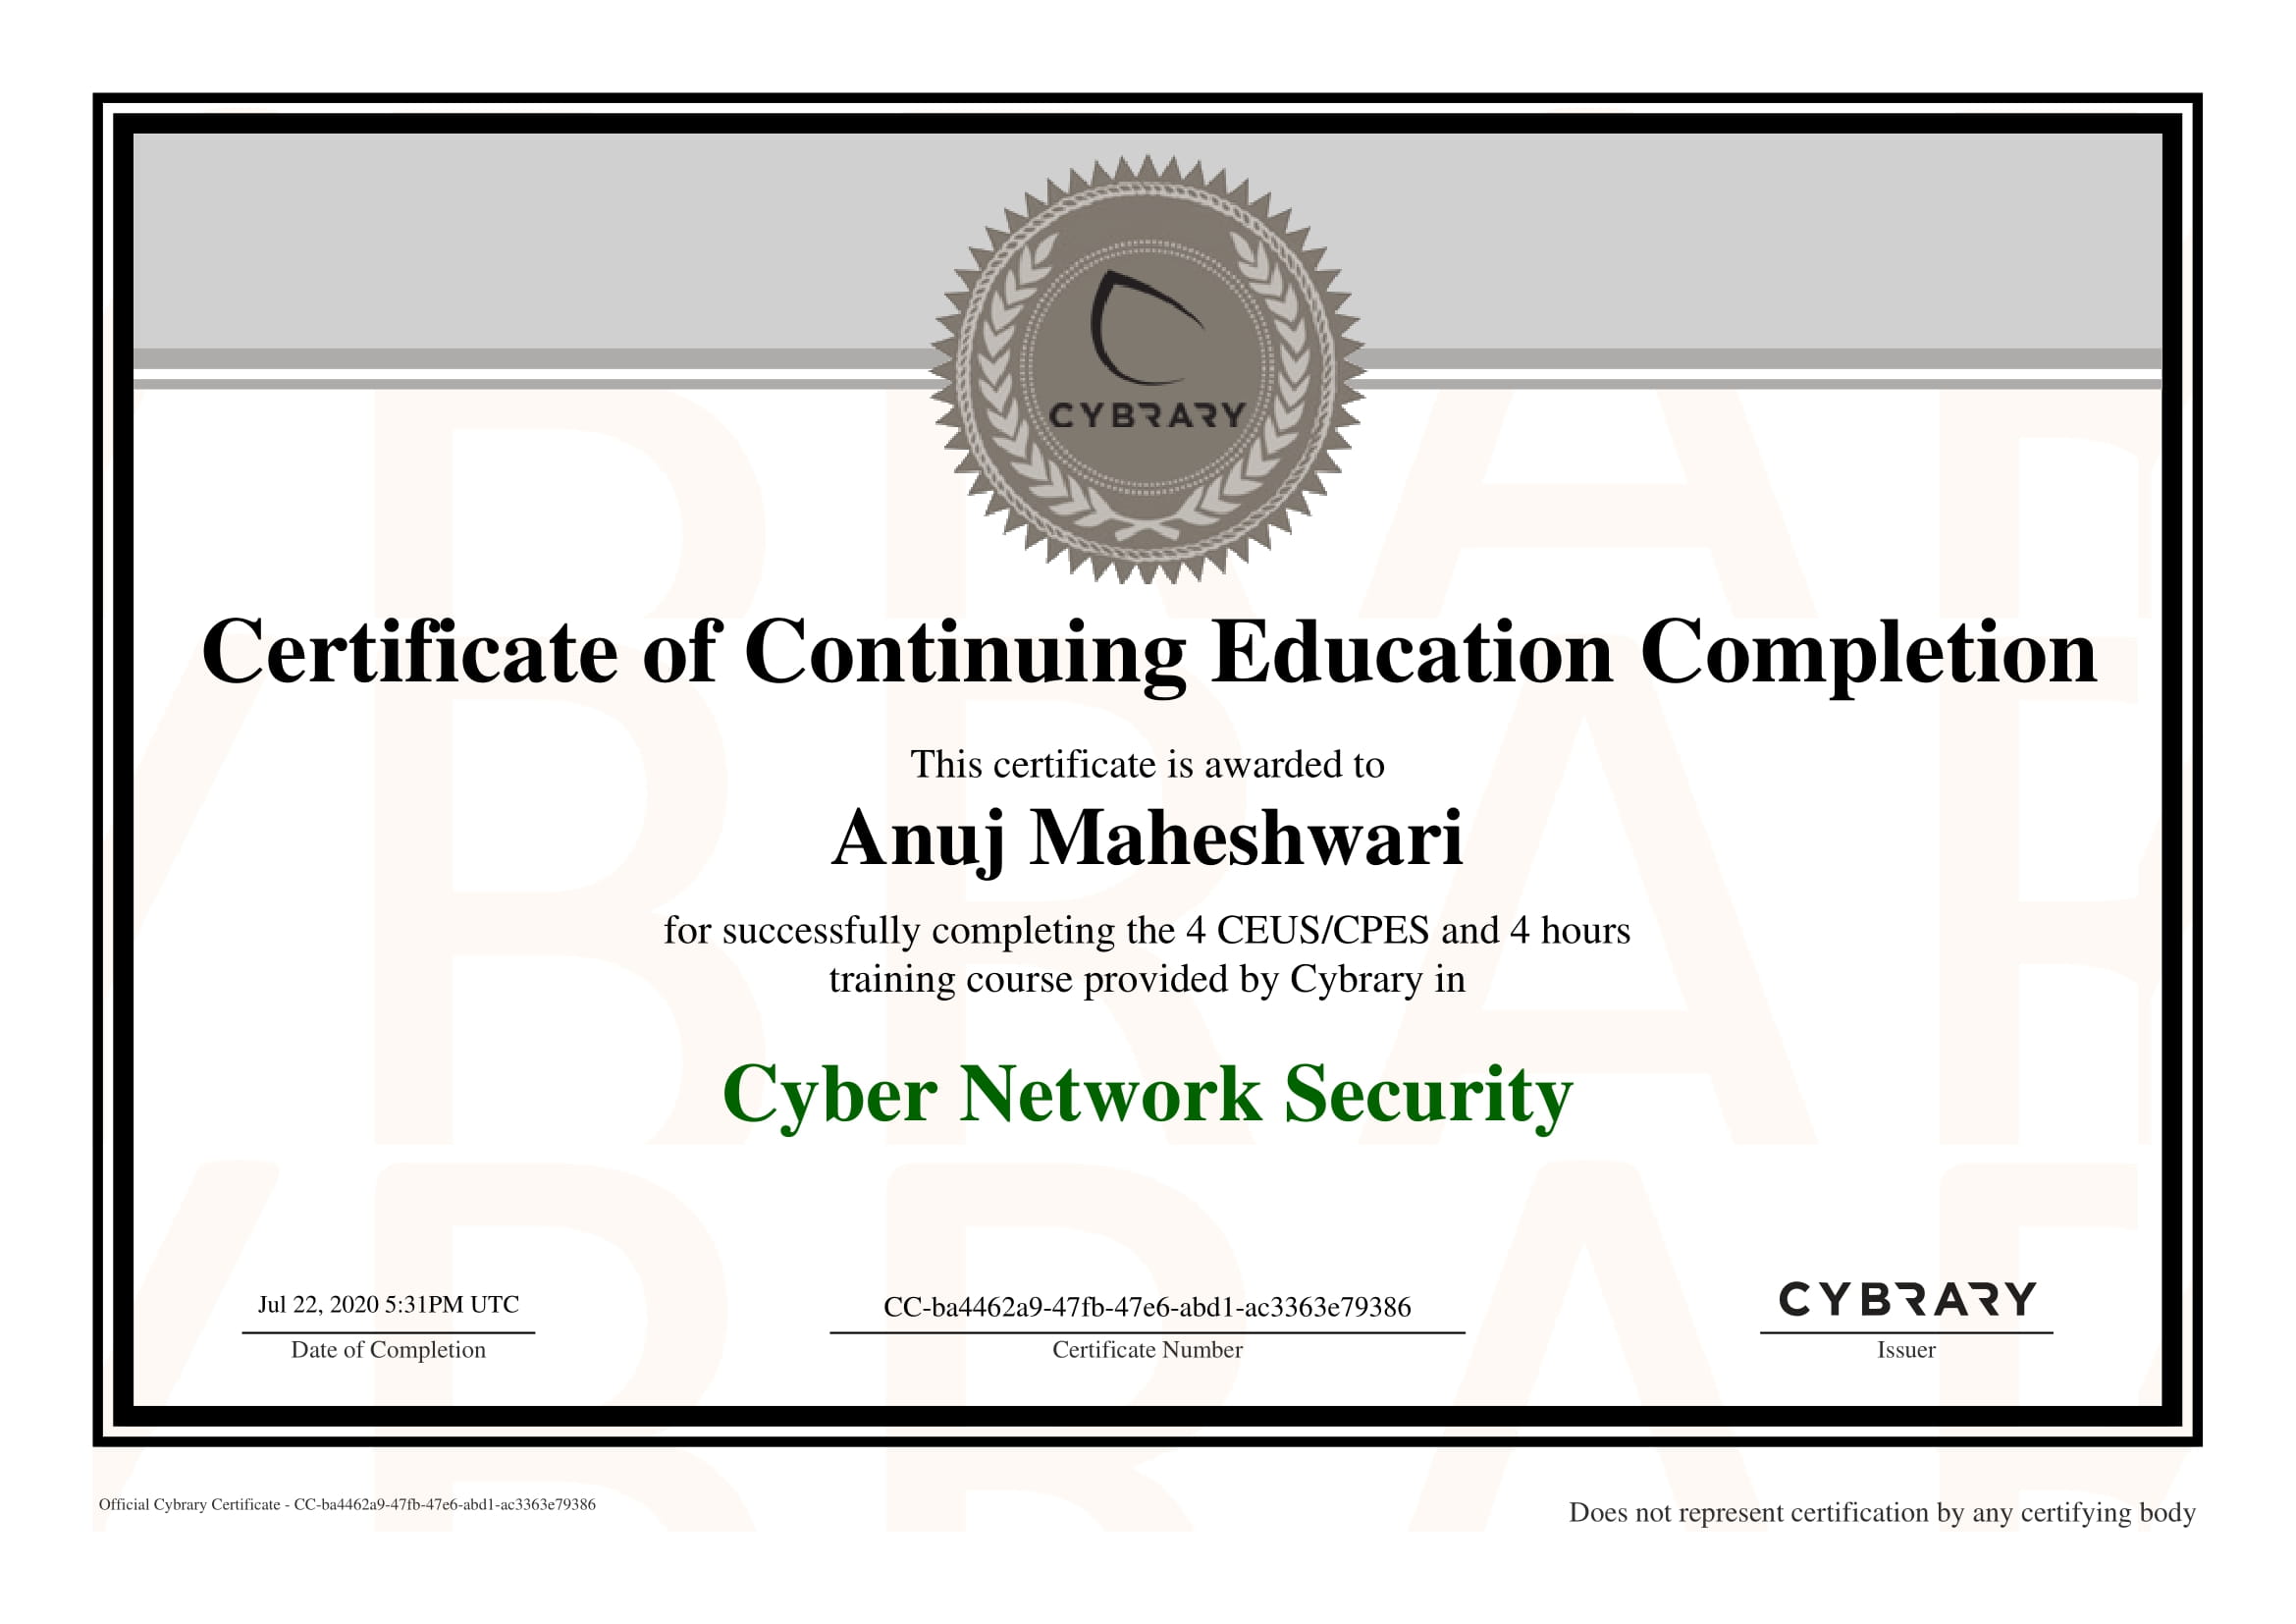 CYBRARY
Certificate of Continuing Education Completion
This certificate is awarded to
Anuj Maheshwari
for successfully completing the 4 CEUS/CPES and 4 hours
training course provided by Cybrary in
Cyber Network Security
Jul 22, 2020 5:31PM UTC
Date of Completion
CC-ba4462a9-47fb-47e6-abd1-ac3363e79386
Certificate Number
CYBRARY
Issuer
Official Cybrary Certificate - CC-ba4462a9-47fb-47e6-abd1-ac3363e79386
Does not represent certification by any certifying body